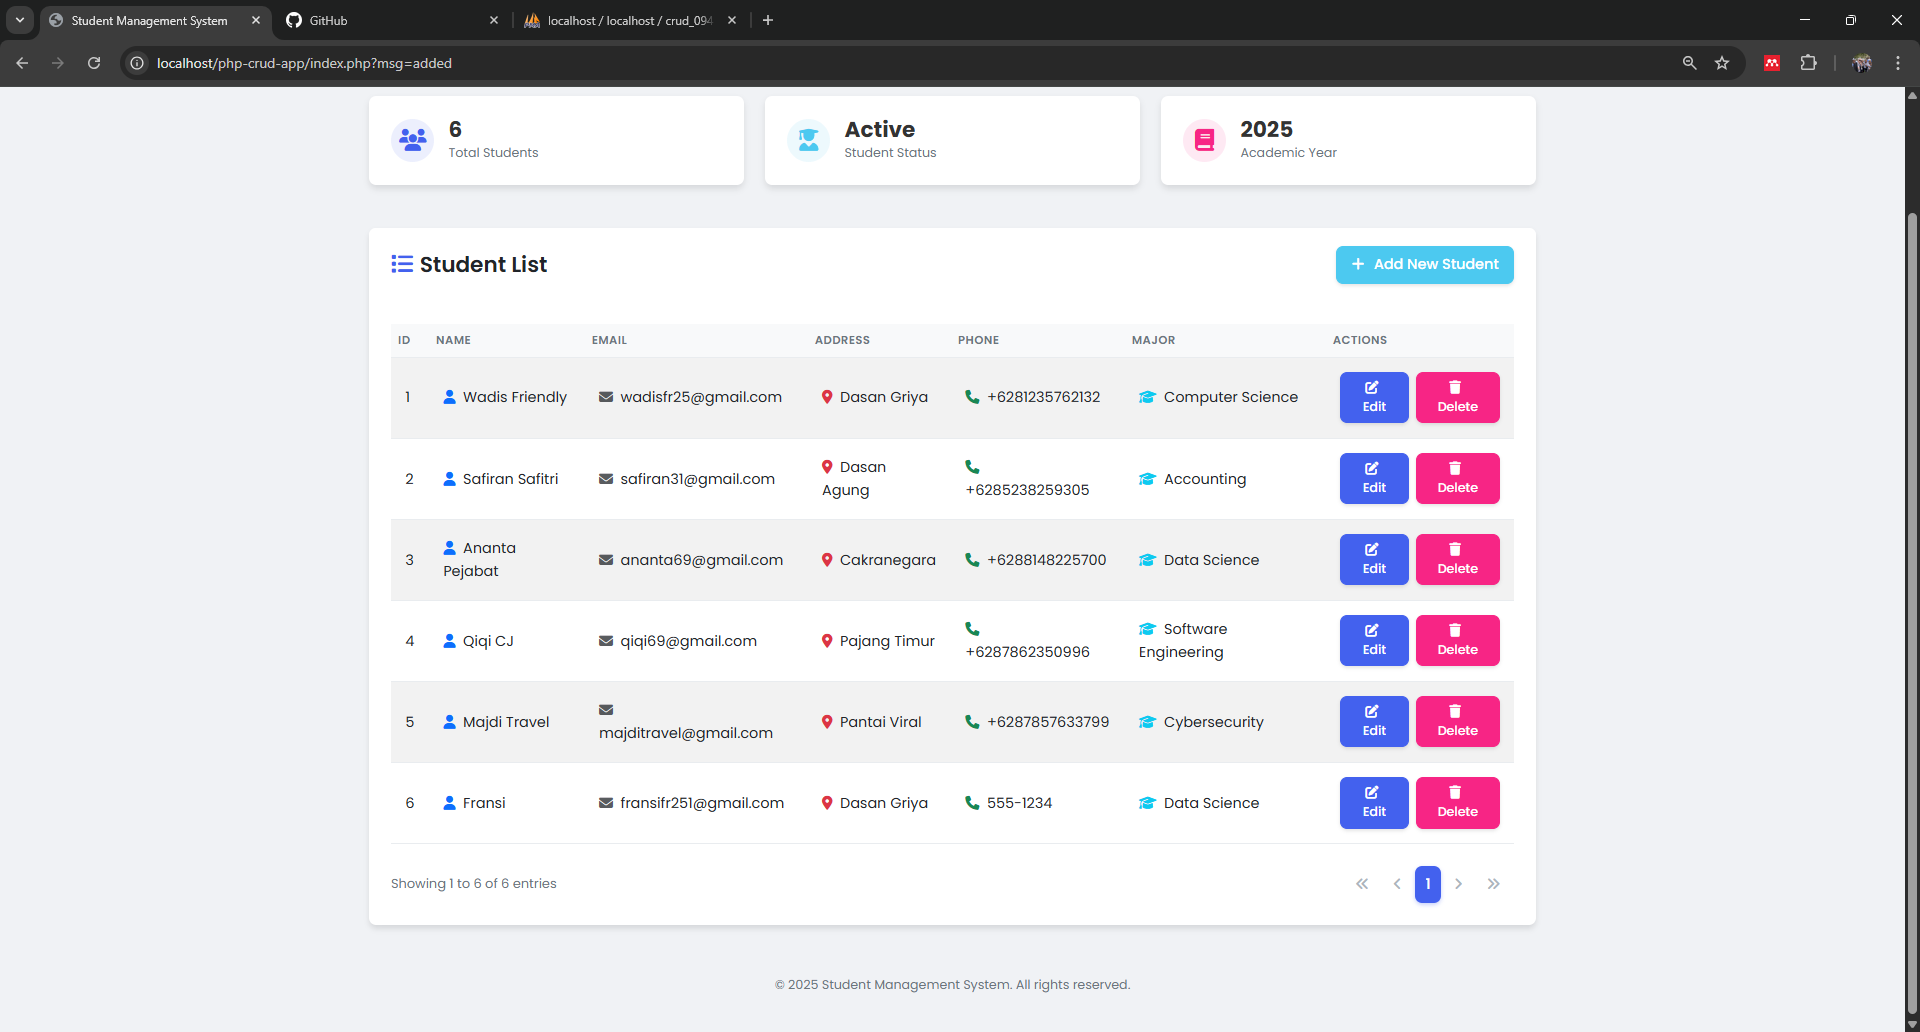 Student Management System
GitHub
localhost / localhost / crud_094
localhost/php-crud-app/index.php?msg=added
6
Total Students
Active
Student Status
2025
Academic Year
Student List
+ Add New Student
ID NAME EMAIL ADDRESS PHONE MAJOR ACTIONS
1 Wadis Friendly wadisfr25@gmail.com Dasan Griya +6281235762132 Computer Science Edit Delete
2 Safiran Safitri safiran31@gmail.com Dasan Agung +6285238259305 Accounting Edit Delete
3 Ananta Pejabat ananta69@gmail.com Cakranegara +6288148225700 Data Science Edit Delete
4 Qiqi CJ qiqi69@gmail.com Pajang Timur +6287862350996 Software Engineering Edit Delete
5 Majdi Travel majditravel@gmail.com Pantai Viral +6287857633799 Cybersecurity Edit Delete
6 Fransi fransifr251@gmail.com Dasan Griya 555-1234 Data Science Edit Delete
Showing 1 to 6 of 6 entries
« ‹ 1 › »
© 2025 Student Management System. All rights reserved.